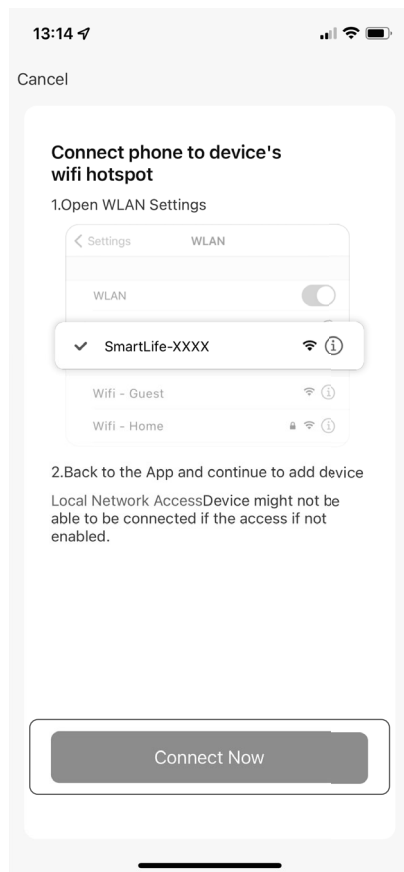 13:14
Cancel
Connect phone to device's
wifi hotspot
1.Open WLAN Settings
Settings WLAN
WLAN
SmartLife-XXXX
Wifi - Guest
Wifi - Home
2.Back to the App and continue to add device
Local Network AccessDevice might not be
able to be connected if the access if not
enabled.
Connect Now